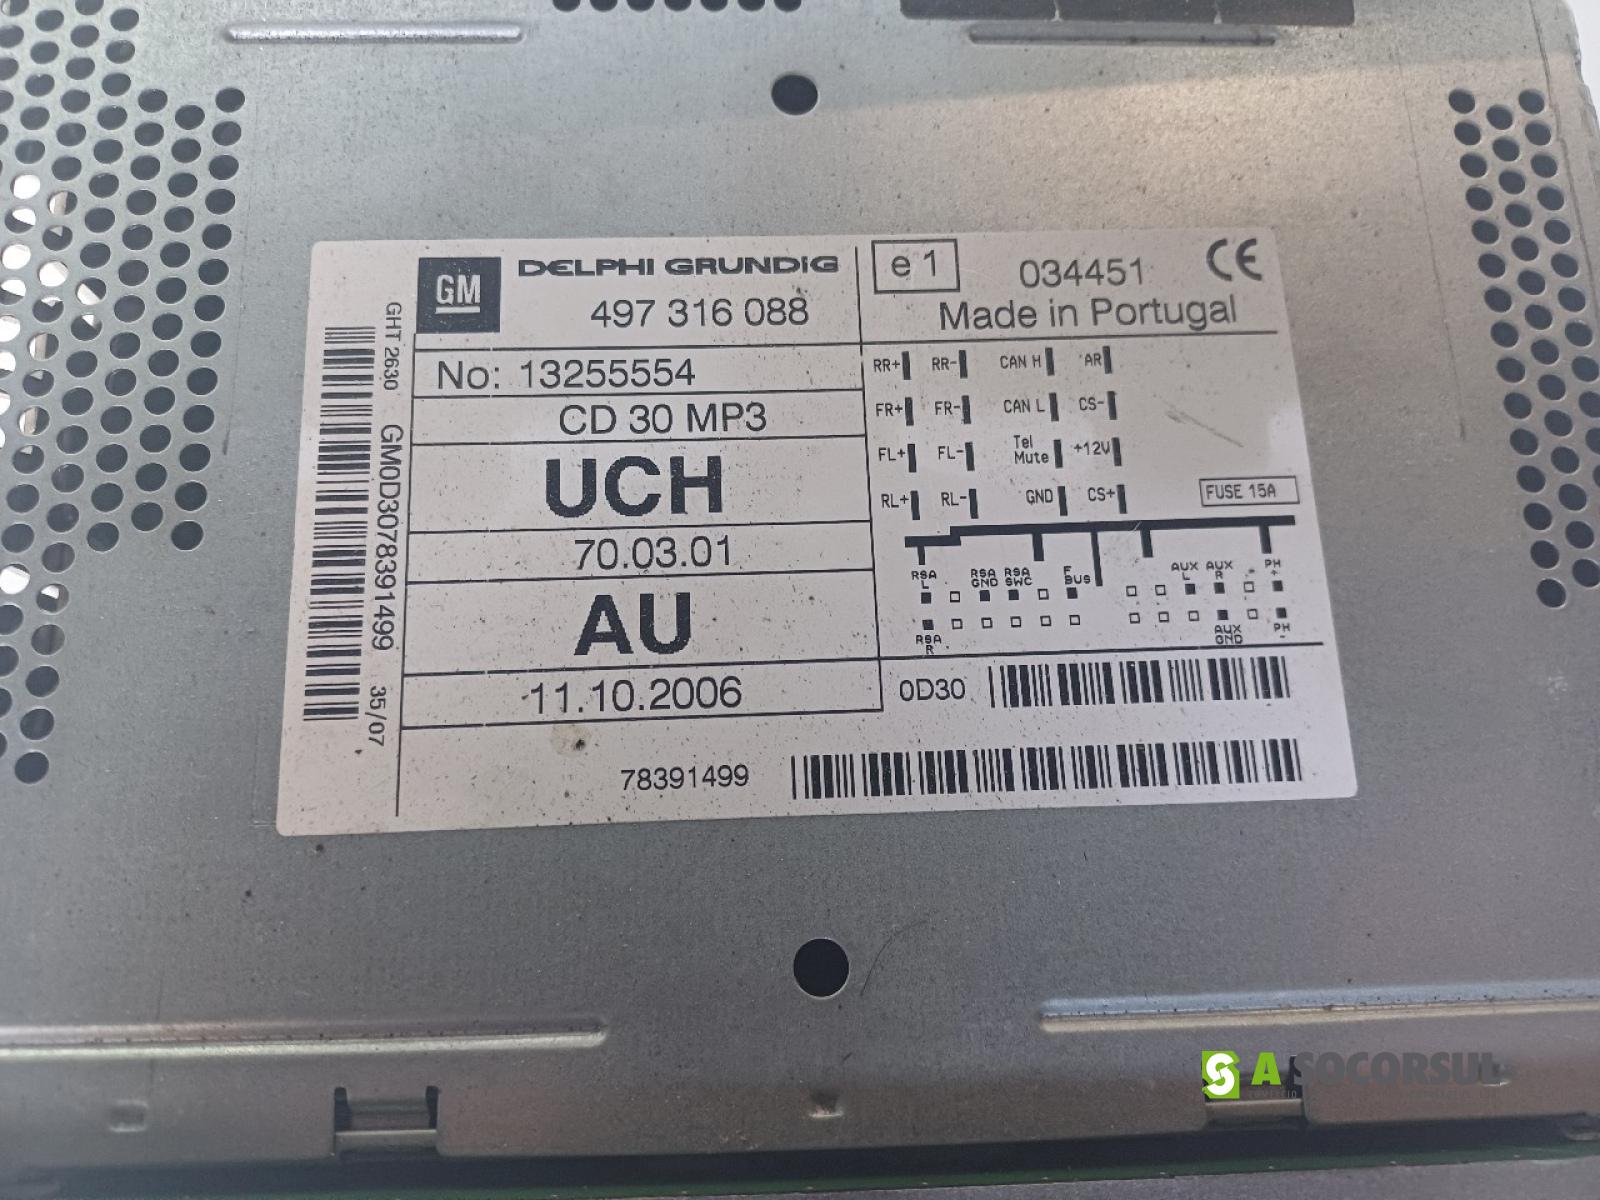 GM
DELPHI GRUNDIG
497 316 088
No: 13255554
CD 30 MP3
UCH
70.03.01
AU
11.10.2006
78391499
GHT 2630 GM0D3078391499 35/07
e1
034451 CE
Made in Portugal
RR+ RR- CAN H AR
FR+ FR- CAN L CS-
FL+ FL- Tel Mute +12V
RL+ RL- GND CS+
FUSE 15A
RSA L RSA GND RSA SWC F BUS AUX L AUX R PH +
RSA R AUX GND PH -
0D30
ASOCORSUL